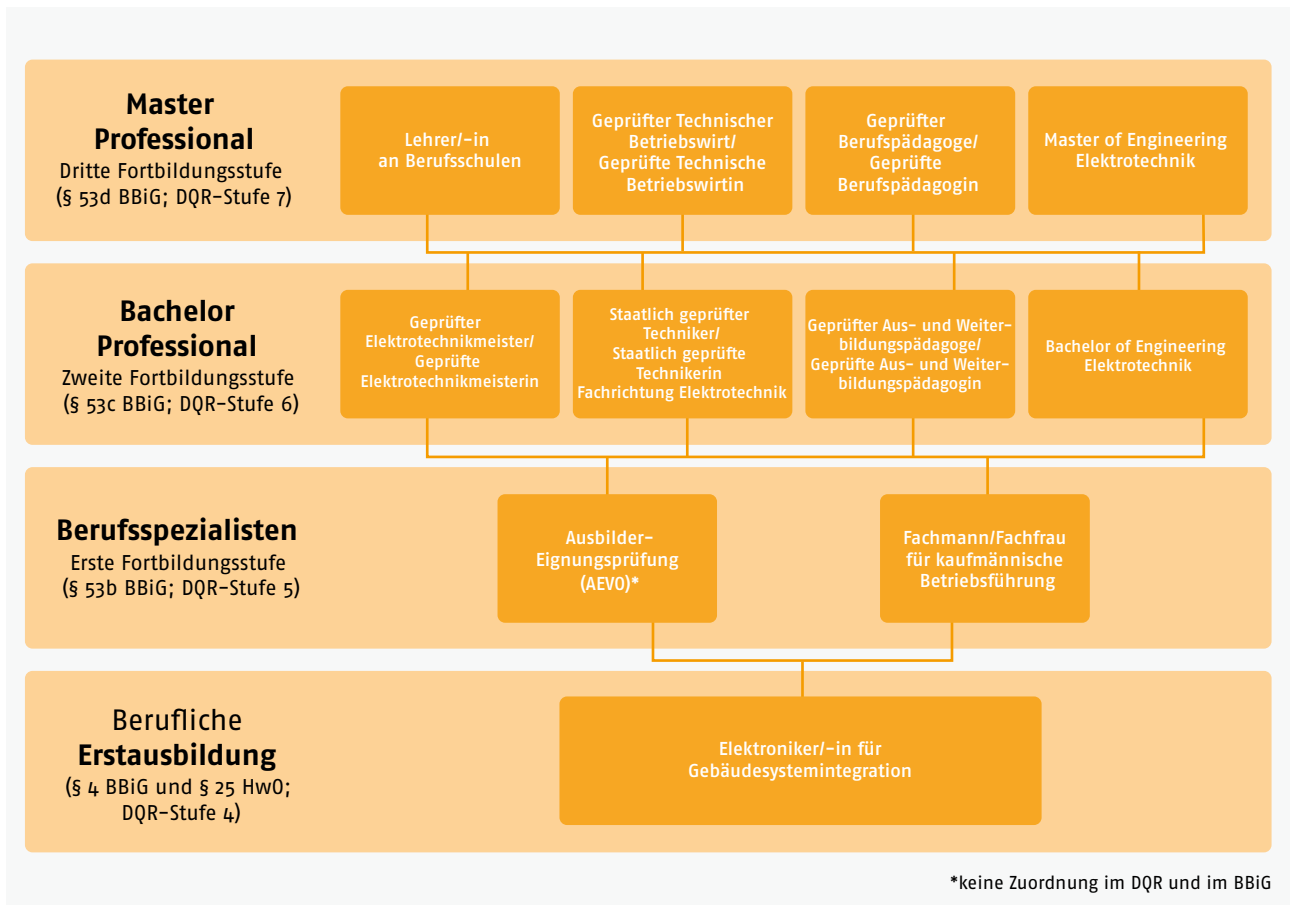 Master
Professional
Dritte Fortbildungsstufe
(§ 53d BBiG; DQR-Stufe 7)
Lehrer/-in
an Berufsschulen
Geprüfter Technischer
Betriebswirt/
Geprüfte Technische
Betriebswirtin
Geprüfter
Berufspädagoge/
Geprüfte
Berufspädagogin
Master of Engineering
Elektrotechnik
Bachelor
Professional
Zweite Fortbildungsstufe
(§ 53c BBiG; DQR-Stufe 6)
Geprüfter
Elektrotechnikmeister/
Geprüfte
Elektrotechnikmeisterin
Staatlich geprüfter
Techniker/
Staatlich geprüfte
Technikerin
Fachrichtung Elektrotechnik
Geprüfter Aus- und Weiter-
bildungspädagoge/
Geprüfte Aus- und Weiter-
bildungspädagogin
Bachelor of Engineering
Elektrotechnik
Berufsspezialisten
Erste Fortbildungsstufe
(§ 53b BBiG; DQR-Stufe 5)
Ausbilder-
Eignungsprüfung
(AEVO)*
Fachmann/Fachfrau
für kaufmännische
Betriebsführung
Berufliche
Erstausbildung
(§ 4 BBiG und § 25 HwO;
DQR-Stufe 4)
Elektroniker/-in für
Gebäudesystemintegration
*keine Zuordnung im DQR und im BBiG